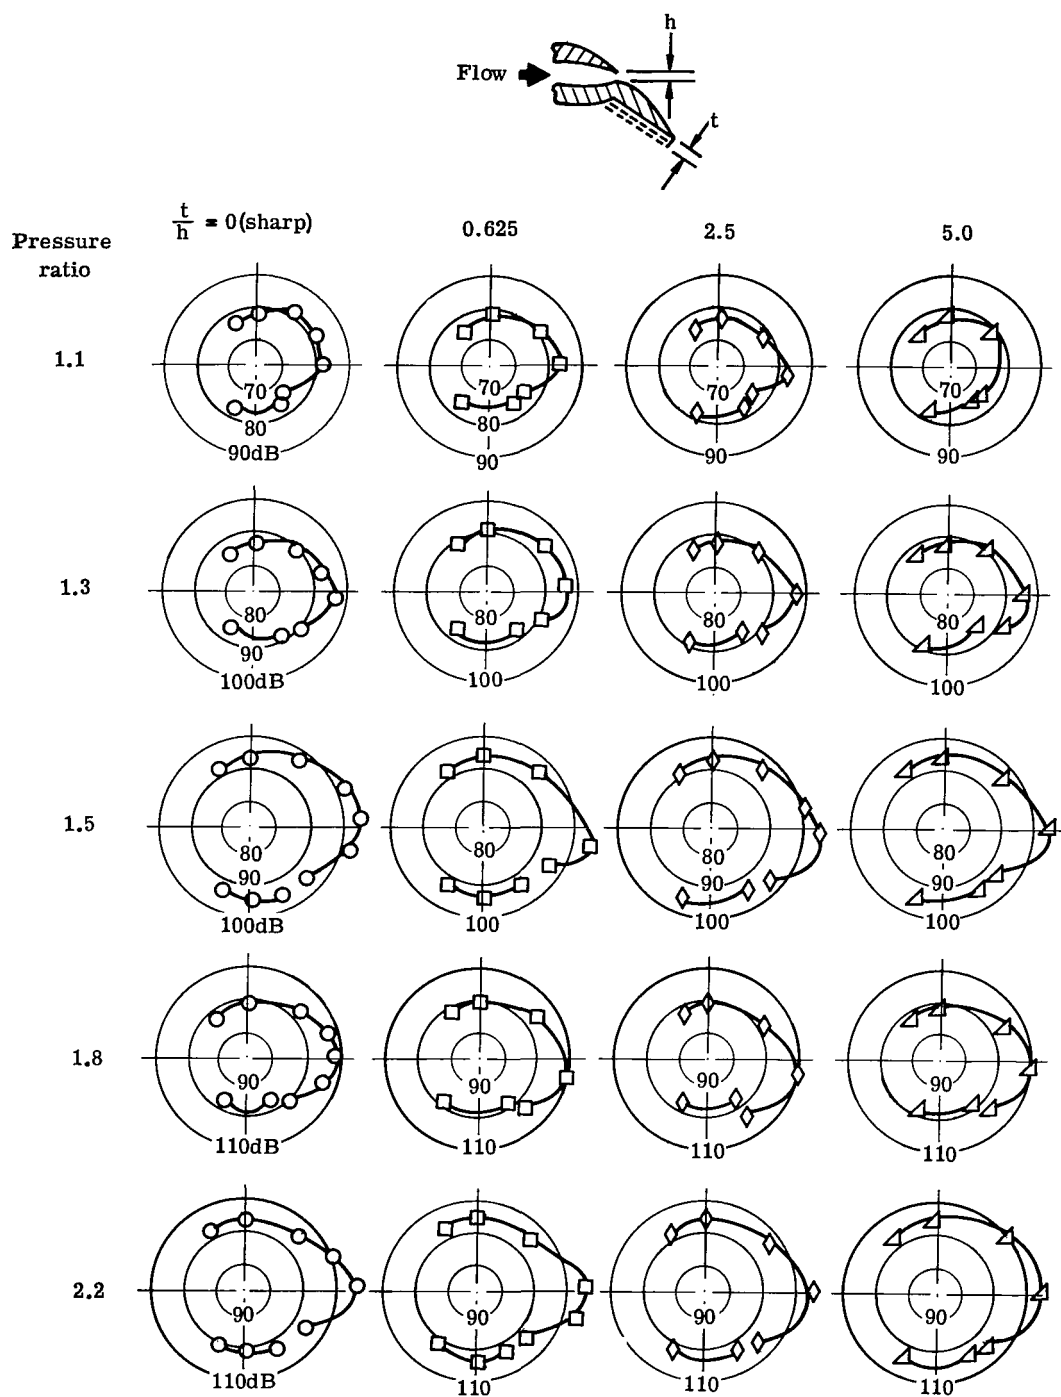 h
Flow
t
t/h = 0 (sharp) 0.625 2.5 5.0
Pressure
ratio
1.1
70 70 70 70
80 80
90dB 90 90 90
1.3
80 80 80 80
90
100dB 100 100 100
1.5
80 80 80 80
90 90 90
100dB 100 100 100
1.8
90 90 90 90
110dB 110 110 110
2.2
90 90 90 90
110dB 110 110 110